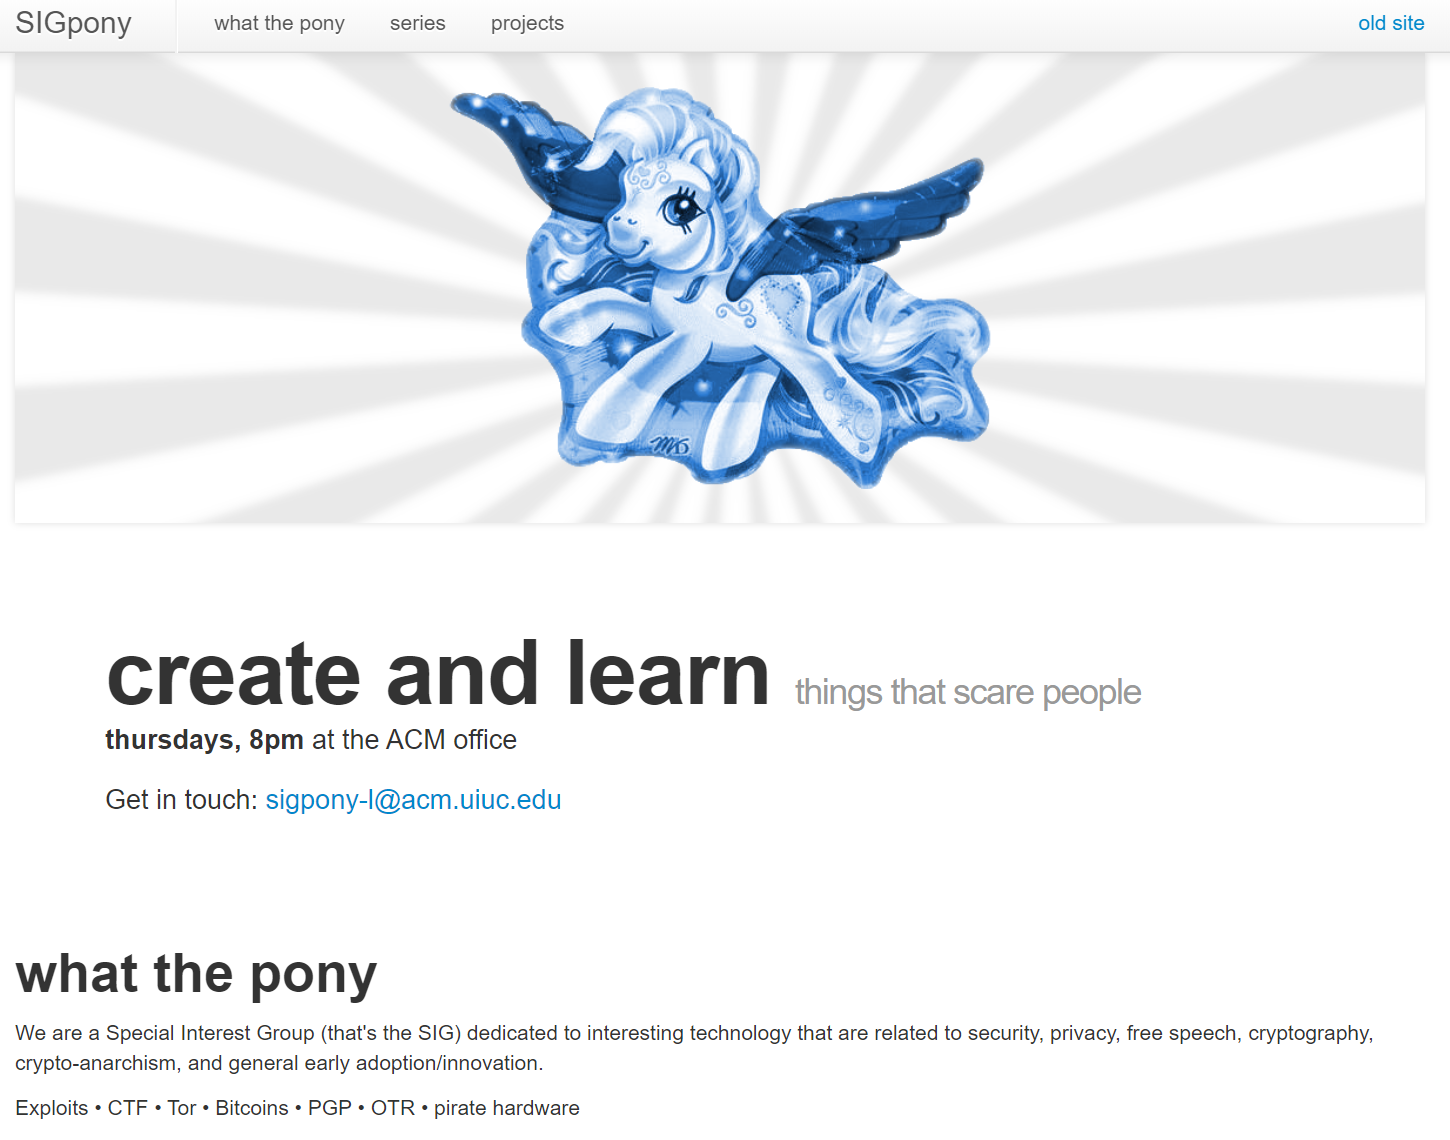 SIGpony
what the pony
series
projects
old site
create and learn things that scare people
thursdays, 8pm at the ACM office
Get in touch: sigpony-l@acm.uiuc.edu
what the pony
We are a Special Interest Group (that's the SIG) dedicated to interesting technology that are related to security, privacy, free speech, cryptography,
crypto-anarchism, and general early adoption/innovation.
Exploits • CTF • Tor • Bitcoins • PGP • OTR • pirate hardware